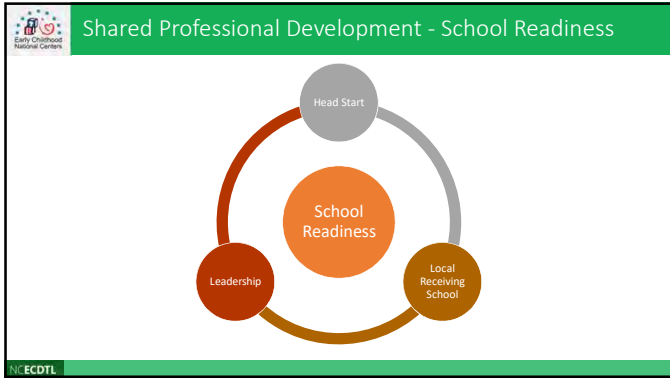 Early Childhood
National Centers
Shared Professional Development - School Readiness
Head Start
School
Readiness
Leadership
Local
Receiving
School
NCECDTL